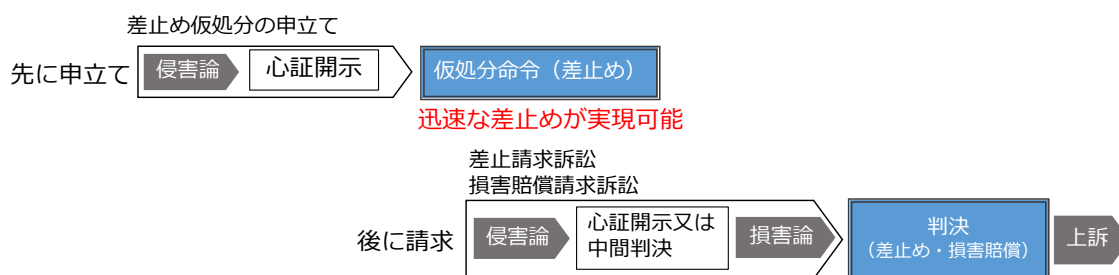 差止め仮処分の申立て
先に申立て
侵害論
心証開示
仮処分命令（差止め）
迅速な差止めが実現可能
差止請求訴訟
損害賠償請求訴訟
後に請求
侵害論
心証開示又は
中間判決
損害論
判決
（差止め・損害賠償）
上訴